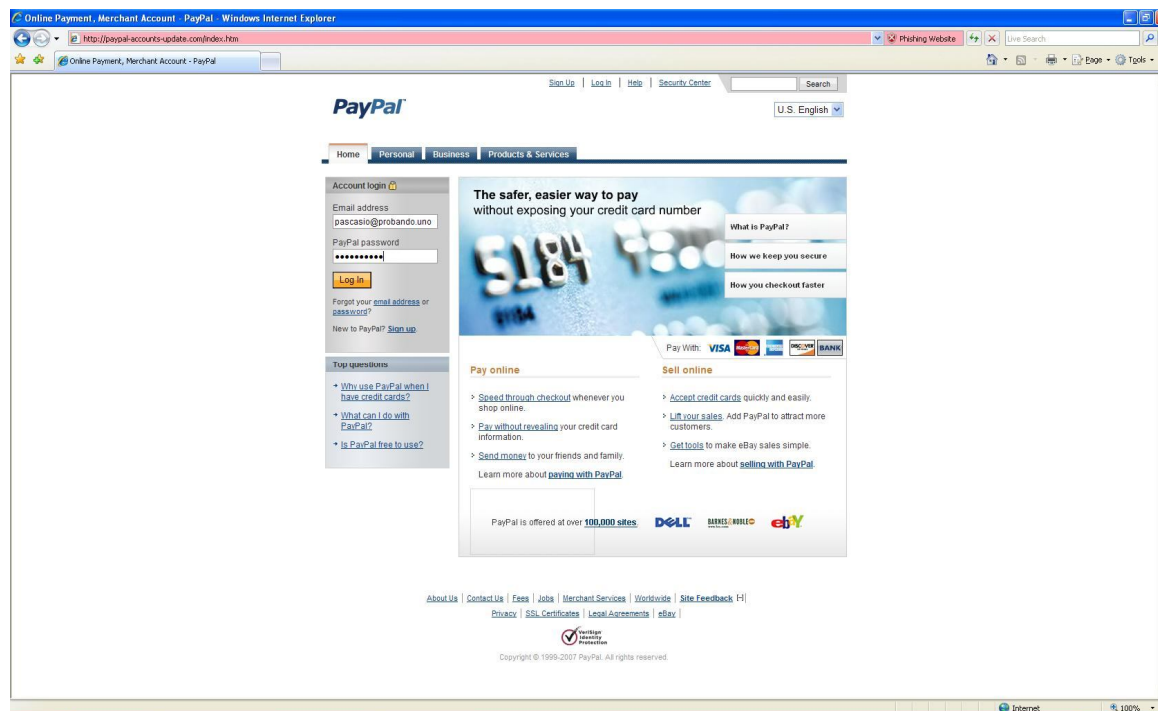 Online Payment, Merchant Account - PayPal - Windows Internet Explorer
http://paypal-accounts-update.com/index.htm Phishing Website Live Search
Online Payment, Merchant Account - PayPal Page Tools
Sign Up | Log In | Help | Security Center Search
PayPal U.S. English
Home Personal Business Products & Services
Account login
Email address
pascasio@probando.uno
PayPal password
••••••••••
Log In
Forgot your email address or
password?
New to PayPal? Sign up.
Top questions
Why use PayPal when I
have credit cards?
What can I do with
PayPal?
Is PayPal free to use?
The safer, easier way to pay
without exposing your credit card number
5184
What is PayPal?
How we keep you secure
How you checkout faster
Pay With: VISA MasterCard DISCOVER BANK
Pay online
Speed through checkout whenever you
shop online.
Pay without revealing your credit card
information.
Send money to your friends and family.
Learn more about paying with PayPal.
Sell online
Accept credit cards quickly and easily.
Lift your sales. Add PayPal to attract more
customers.
Get tools to make eBay sales simple.
Learn more about selling with PayPal.
PayPal is offered at over 100,000 sites. DELL BARNES&NOBLE ebY
About Us | Contact Us | Fees | Jobs | Merchant Services | Worldwide | Site Feedback [-]|
Privacy | SSL Certificates | Legal Agreements | eBay |
VeriSign
Identity
Protection
Copyright © 1999-2007 PayPal. All rights reserved.
Internet 100%